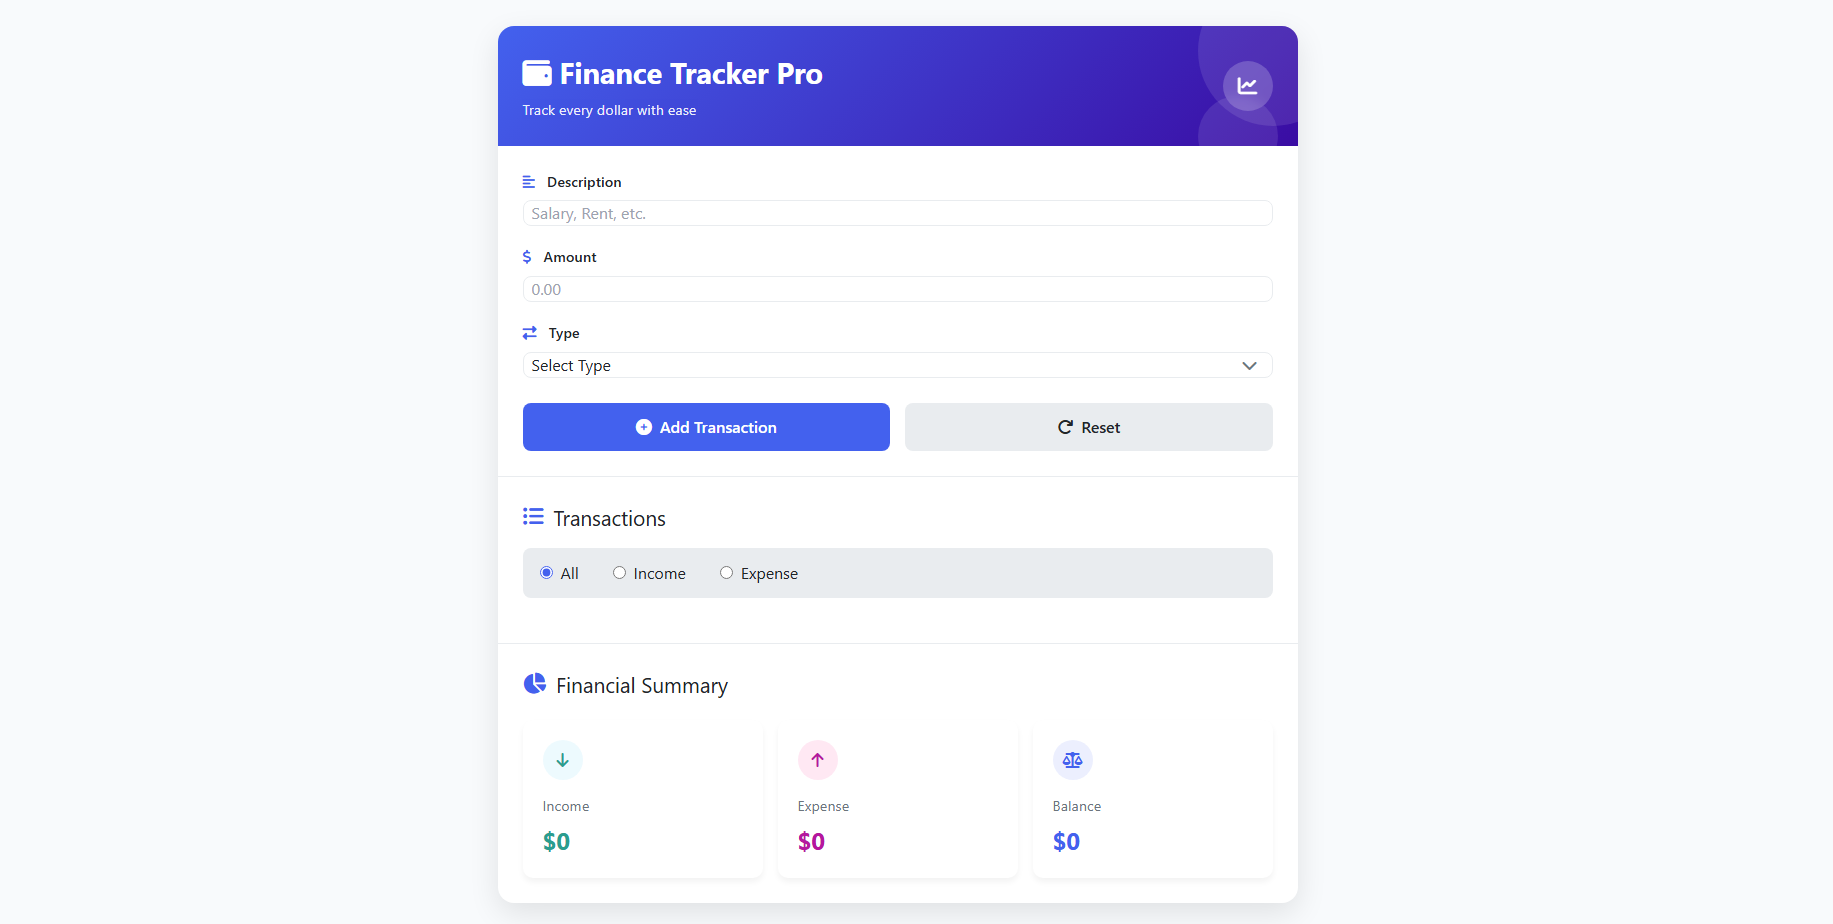 Finance Tracker Pro
Track every dollar with ease
Description
Salary, Rent, etc.
Amount
0.00
Type
Select Type
Add Transaction Reset
Transactions
All Income Expense
Financial Summary
Income Expense Balance
$0 $0 $0